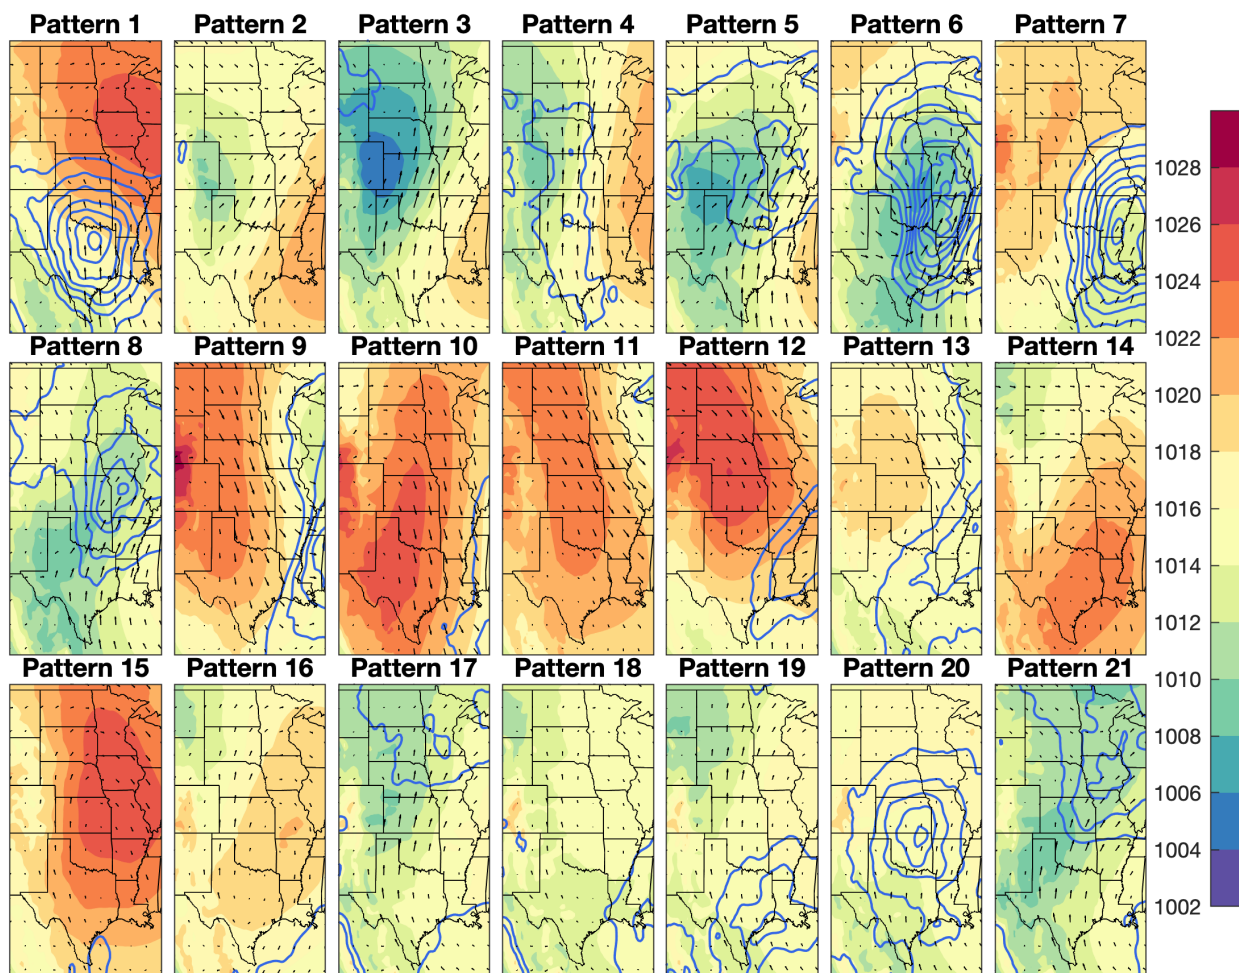 Pattern 1
Pattern 2
Pattern 3
Pattern 4
Pattern 5
Pattern 6
Pattern 7
Pattern 8
Pattern 9
Pattern 10
Pattern 11
Pattern 12
Pattern 13
Pattern 14
Pattern 15
Pattern 16
Pattern 17
Pattern 18
Pattern 19
Pattern 20
Pattern 21
1028
1026
1024
1022
1020
1018
1016
1014
1012
1010
1008
1006
1004
1002